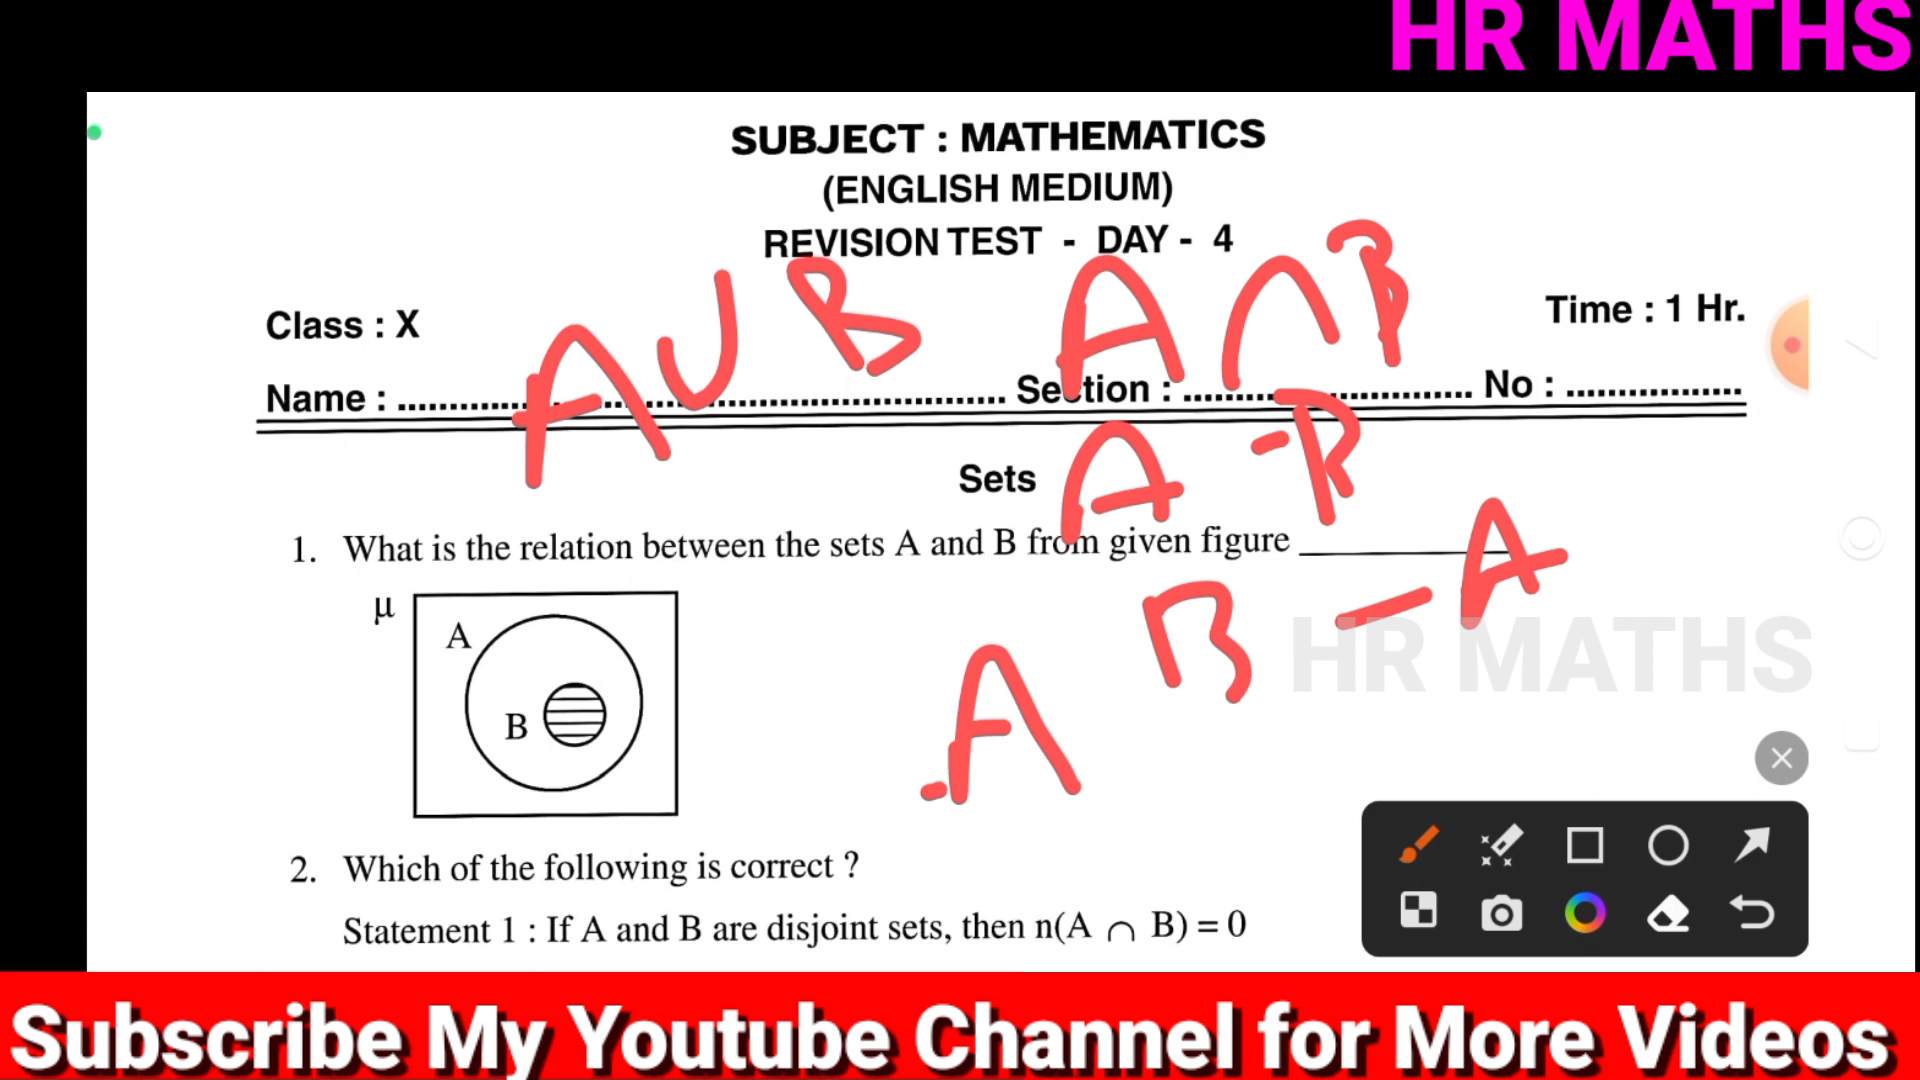 HR MATHS
SUBJECT : MATHEMATICS
(ENGLISH MEDIUM)
REVISION TEST - DAY - 4
A∪B A∩B
Class : X Time : 1 Hr.
Name : ............................................................ Section : ............................ No : .................
Sets A - B
1. What is the relation between the sets A and B from given figure ____________
B - A
HR MATHS
μ
A
B
-A
2. Which of the following is correct ?
Statement 1 : If A and B are disjoint sets, then n(A ∩ B) = 0
Subscribe My Youtube Channel for More Videos